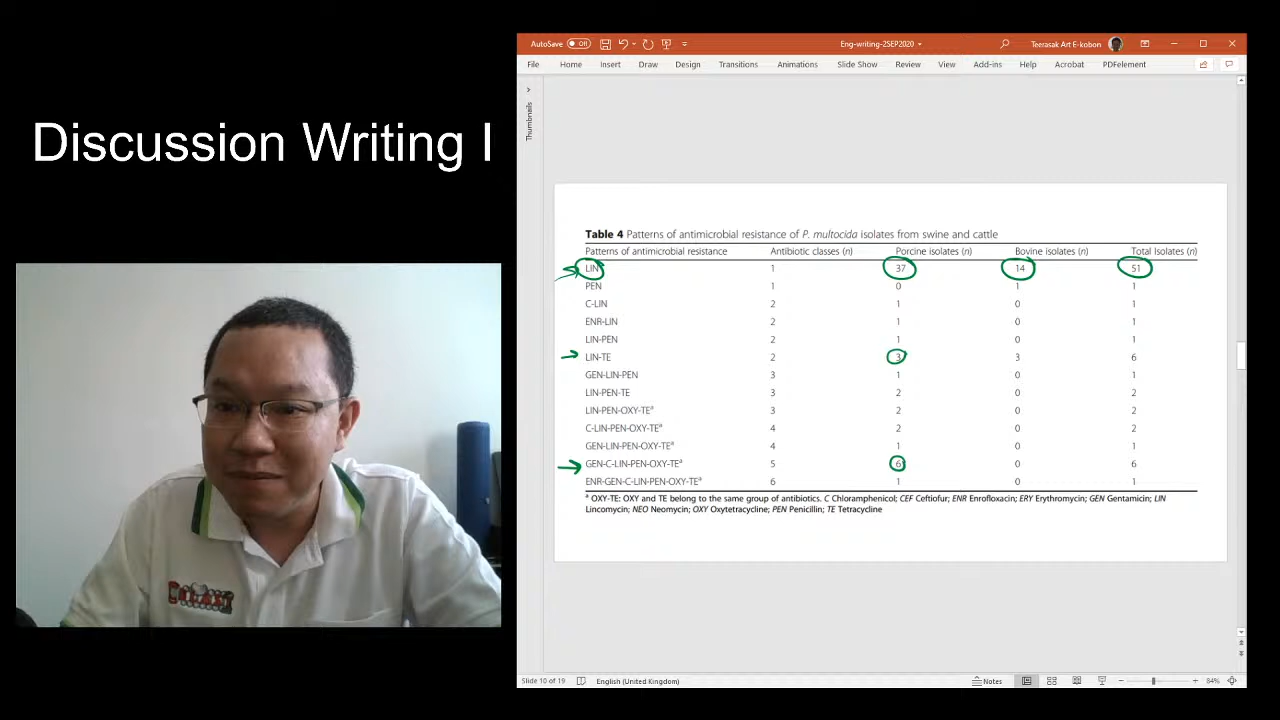 Discussion Writing I
AutoSave Off
Eng-writing-2SEP2020
Teerasak Art E-kobon
File Home Insert Draw Design Transitions Animations Slide Show Review View Add-ins Help Acrobat PDFelement
Thumbnails
Table 4 Patterns of antimicrobial resistance of P. multocida isolates from swine and cattle
Patterns of antimicrobial resistance Antibiotic classes (n) Porcine isolates (n) Bovine isolates (n) Total Isolates (n)
LIN 1 37 14 51
PEN 1 0 1 1
C-LIN 2 1 0 1
ENR-LIN 2 1 0 1
LIN-PEN 2 1 0 1
LIN-TE 2 3 3 6
GEN-LIN-PEN 3 1 0 1
LIN-PEN-TE 3 2 0 2
LIN-PEN-OXY-TEª 3 2 0 2
C-LIN-PEN-OXY-TEª 4 2 0 2
GEN-LIN-PEN-OXY-TEª 4 1 0 1
GEN-C-LIN-PEN-OXY-TEª 5 6 0 6
ENR-GEN-C-LIN-PEN-OXY-TEª 6 1 0 1
ª OXY-TE: OXY and TE belong to the same group of antibiotics. C Chloramphenicol; CEF Ceftiofur; ENR Enrofloxacin; ERY Erythromycin; GEN Gentamicin; LIN
Lincomycin; NEO Neomycin; OXY Oxytetracycline; PEN Penicillin; TE Tetracycline
Slide 10 of 19 English (United Kingdom) Notes 84%